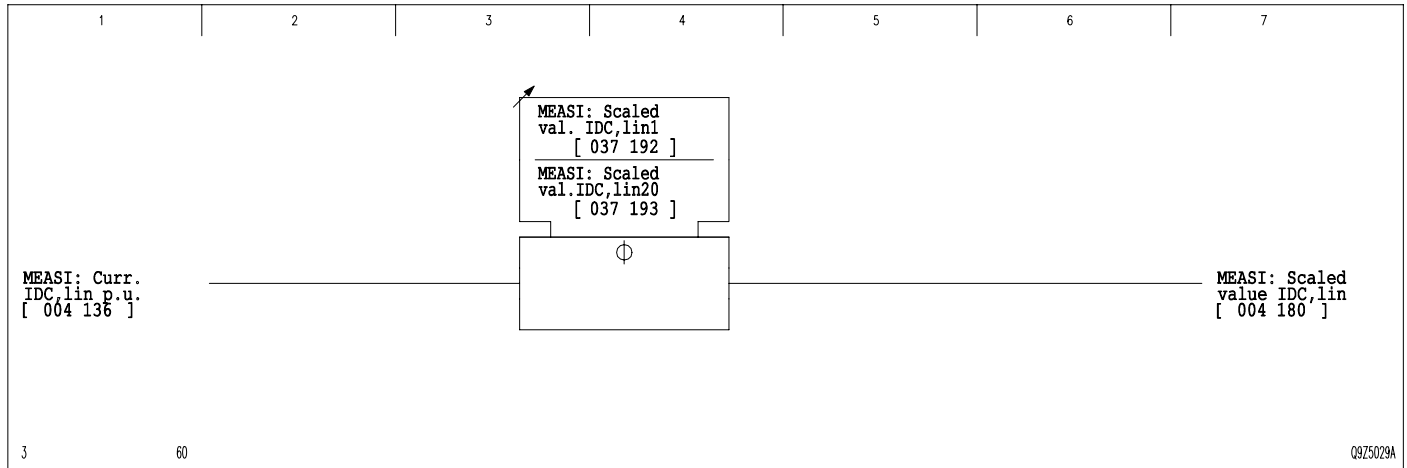 1 2 3 4 5 6 7
MEASI: Scaled
val. IDC,lin1
[ 037 192 ]
MEASI: Scaled
val.IDC,lin20
[ 037 193 ]
MEASI: Curr.
IDC,lin p.u.
[ 004 136 ]
MEASI: Scaled
value IDC,lin
[ 004 180 ]
3 60 Q9Z5029A